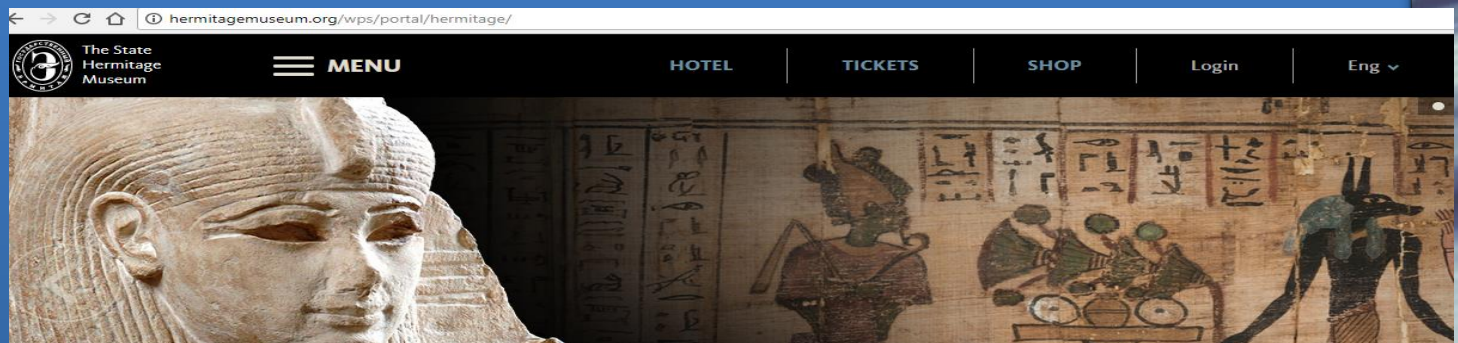 hermitagemuseum.org/wps/portal/hermitage/
The State
Hermitage
Museum
MENU
HOTEL
TICKETS
SHOP
Login
Eng